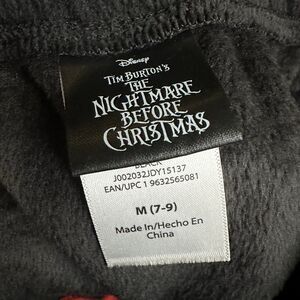 Disney
TIM BURTON'S
THE
NIGHTMARE
BEFORE
CHRISTMAS
BLACK
J002032JDY15137
EAN/UPC 1 9632565081
M (7-9)
Made In/Hecho En
China